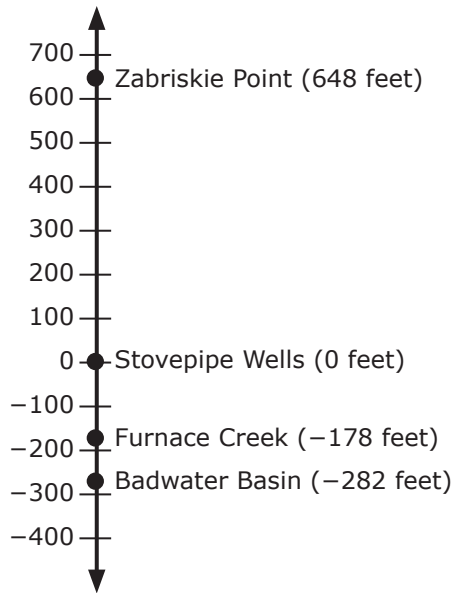 700
Zabriskie Point (648 feet)
600
500
400
300
200
100
0 Stovepipe Wells (0 feet)
−100
Furnace Creek (−178 feet)
−200
Badwater Basin (−282 feet)
−300
−400